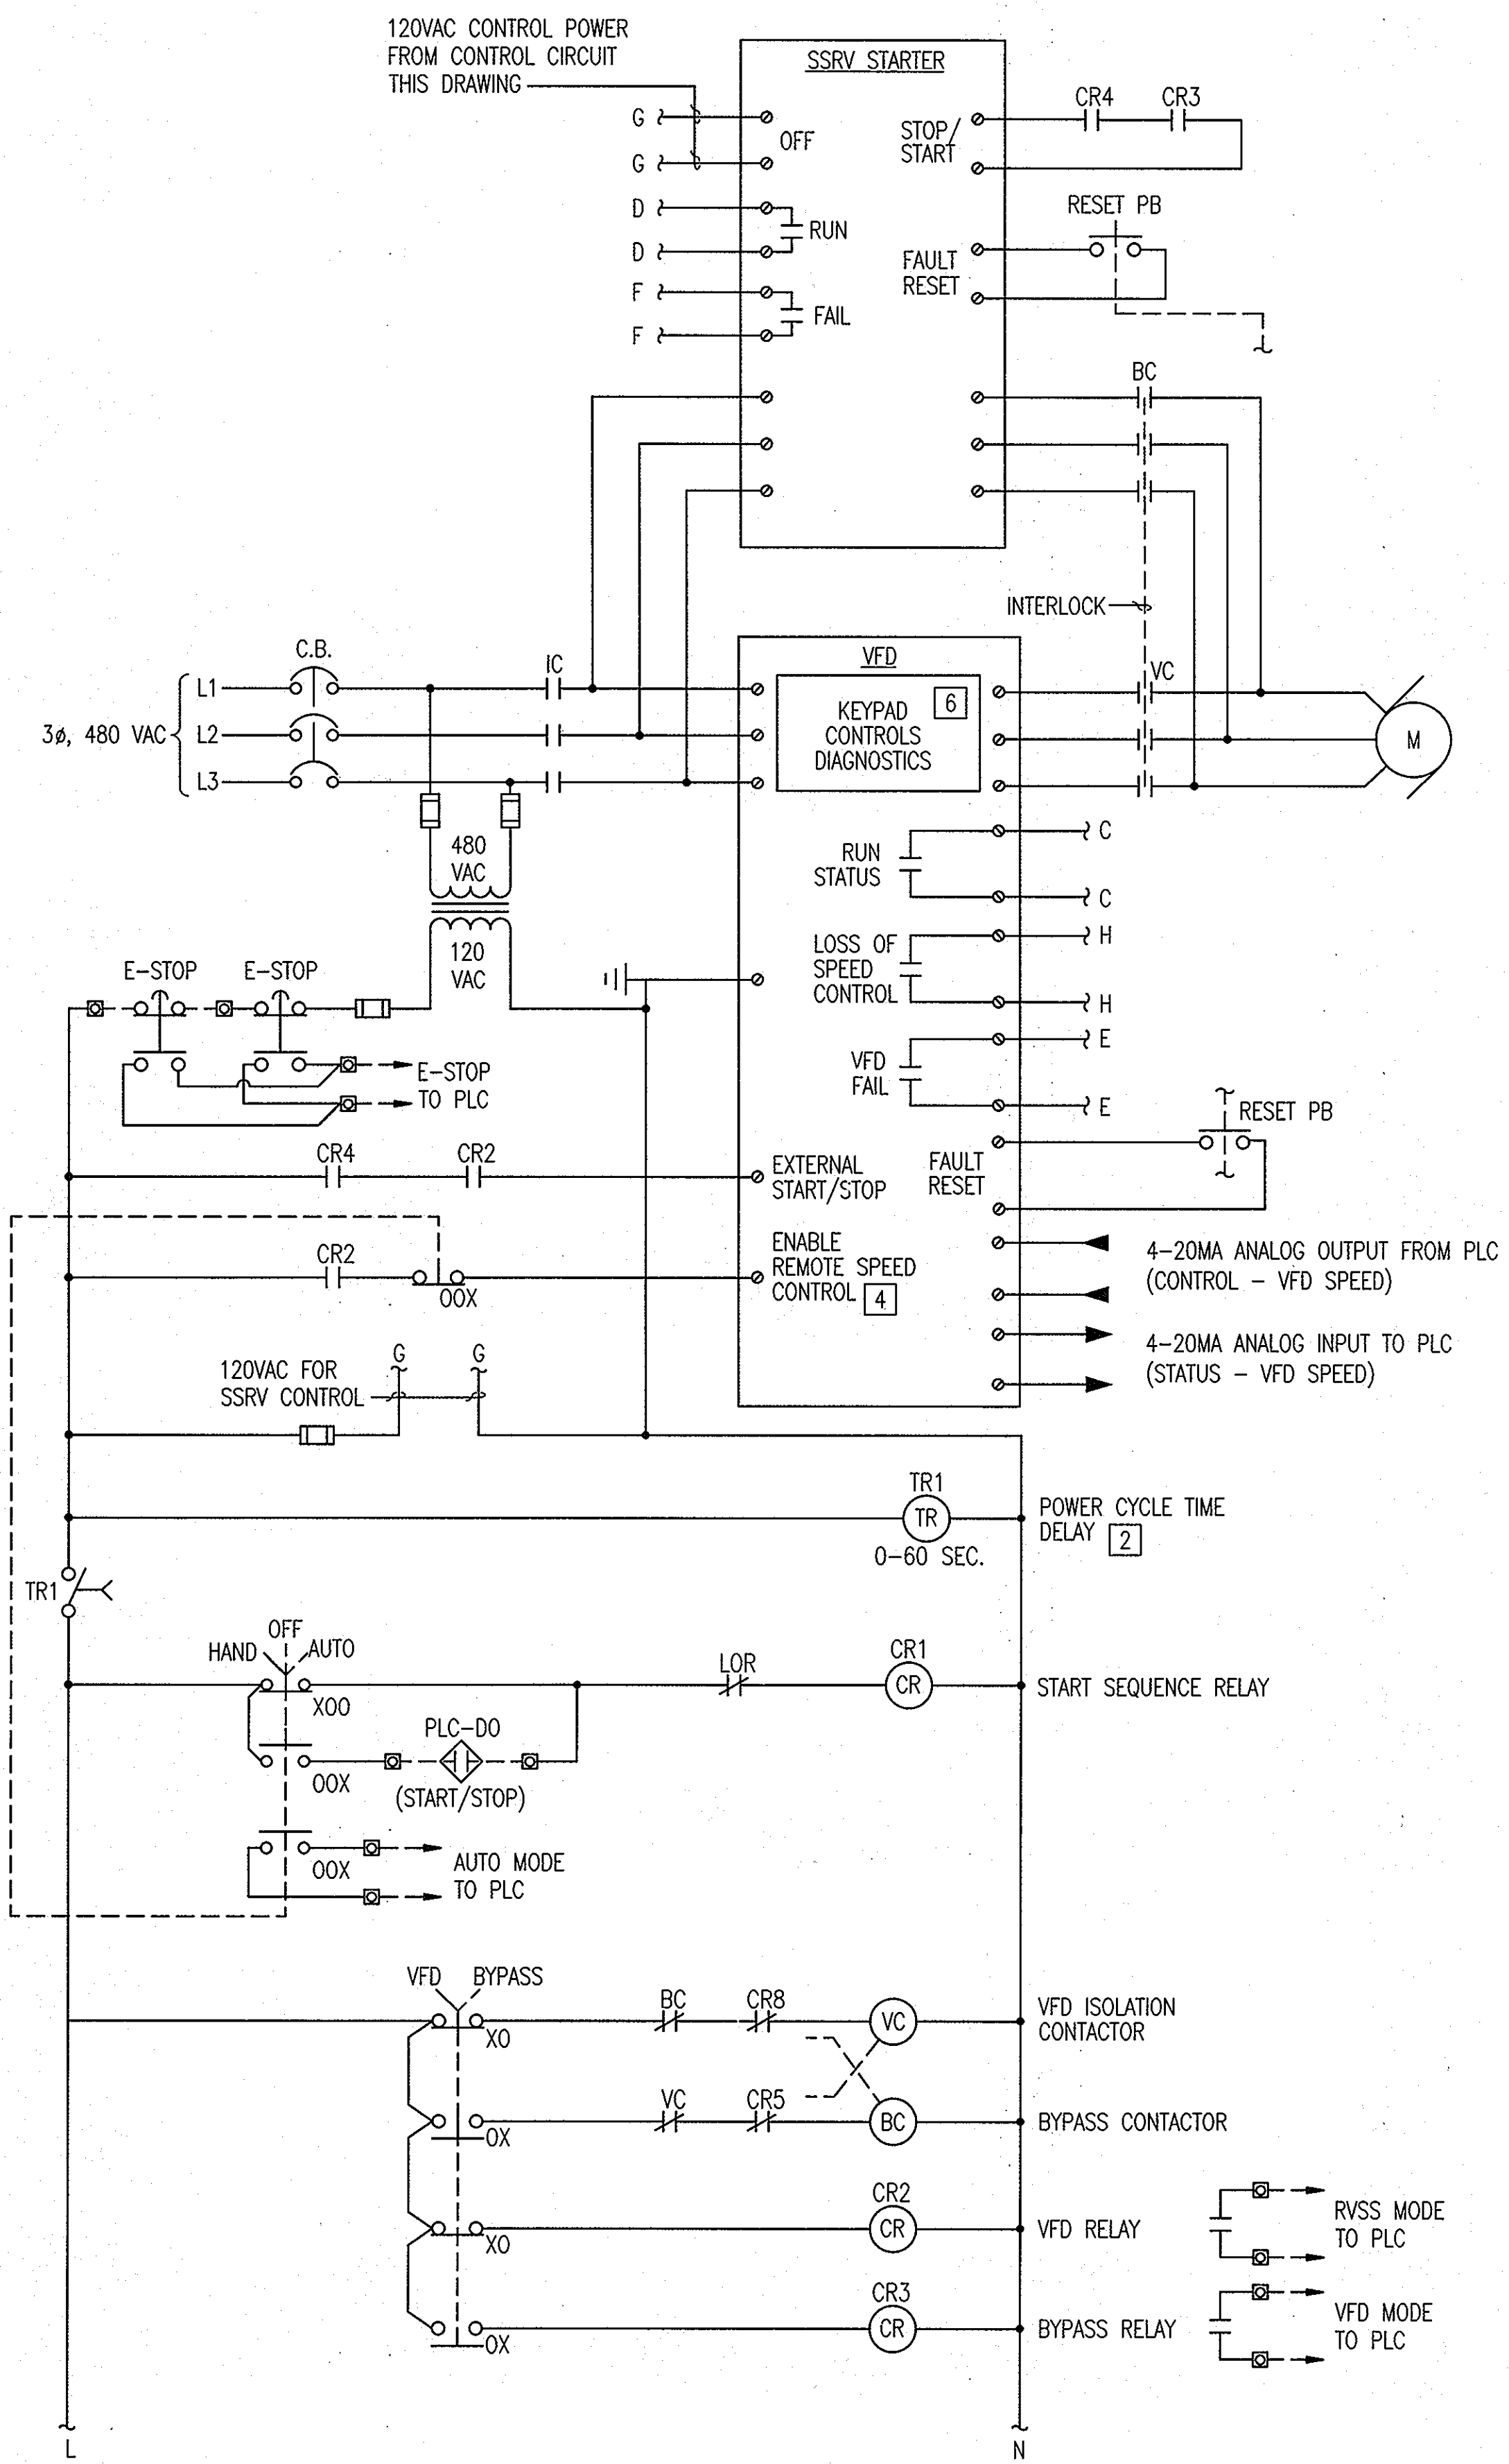 120VAC CONTROL POWER
FROM CONTROL CIRCUIT
THIS DRAWING
SSRV STARTER
G
G
OFF
D
D
RUN
F
F
FAIL
STOP/
START
CR4
CR3
RESET PB
FAULT
RESET
BC
INTERLOCK
C.B.
IC
3ø, 480 VAC
L1
L2
L3
VFD
KEYPAD
CONTROLS
DIAGNOSTICS
6
VC
M
480
VAC
120
VAC
RUN
STATUS
C
C
LOSS OF
SPEED
CONTROL
H
H
VFD
FAIL
E
E
E-STOP
E-STOP
E-STOP
TO PLC
RESET PB
FAULT
RESET
CR4
CR2
EXTERNAL
START/STOP
CR2
OOX
ENABLE
REMOTE SPEED
CONTROL
4
4-20MA ANALOG OUTPUT FROM PLC
(CONTROL - VFD SPEED)
4-20MA ANALOG INPUT TO PLC
(STATUS - VFD SPEED)
120VAC FOR
SSRV CONTROL
G
G
TR1
TR
0-60 SEC.
POWER CYCLE TIME
DELAY
2
TR1
OFF
HAND
AUTO
XOO
LOR
CR1
CR
START SEQUENCE RELAY
PLC-DO
OOX
(START/STOP)
OOX
AUTO MODE
TO PLC
VFD
BYPASS
XO
BC
CR8
VC
VFD ISOLATION
CONTACTOR
OX
VC
CR5
BC
BYPASS CONTACTOR
XO
CR2
CR
VFD RELAY
RVSS MODE
TO PLC
OX
CR3
CR
BYPASS RELAY
VFD MODE
TO PLC
L
N